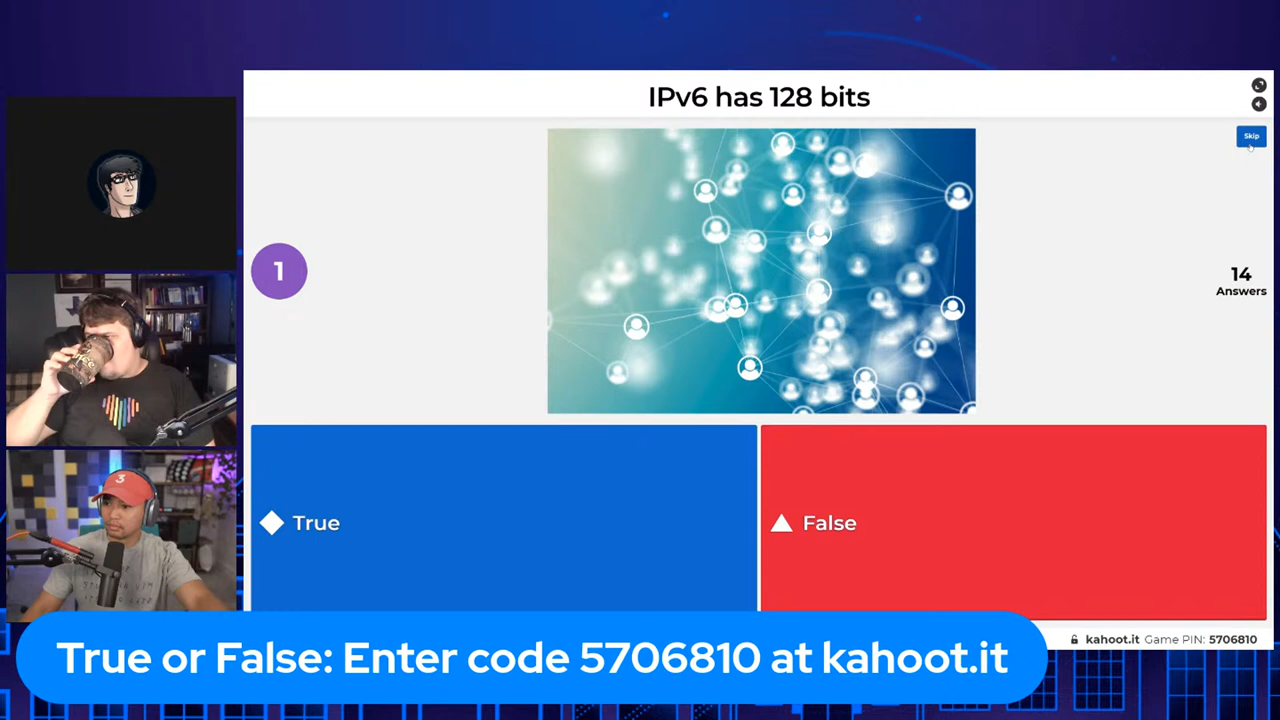 IPv6 has 128 bits
Skip
1
14
Answers
True
False
kahoot.it Game PIN: 5706810
True or False: Enter code 5706810 at kahoot.it